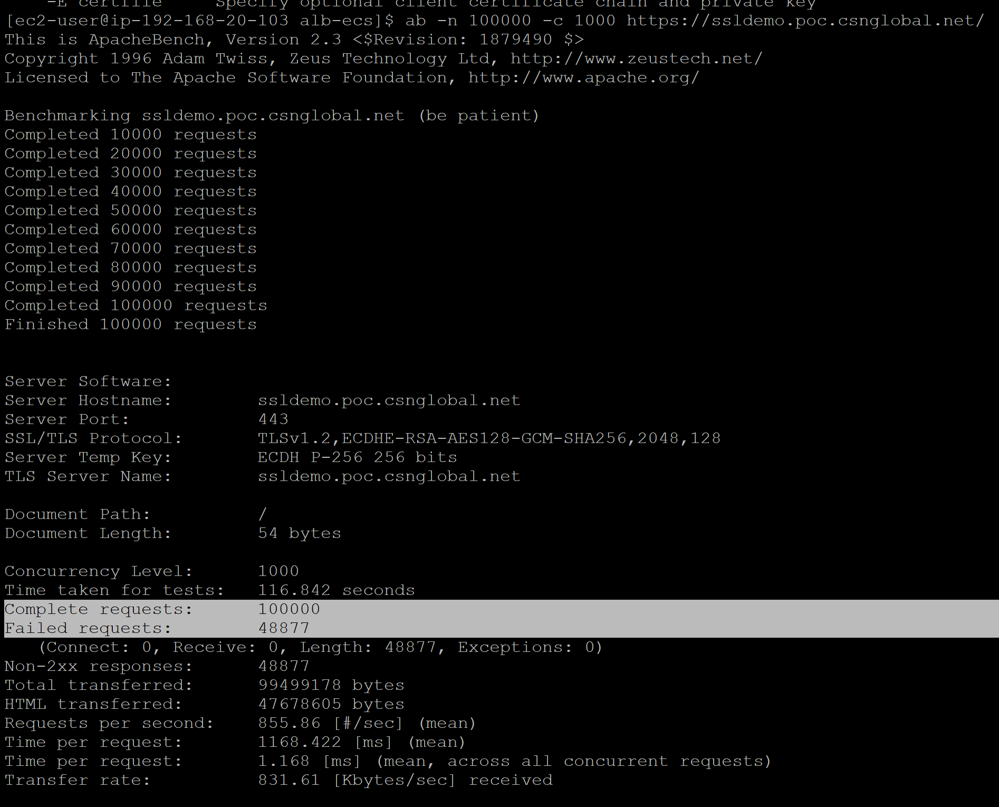 -E certfile     Specify optional client certificate chain and private key
[ec2-user@ip-192-168-20-103 alb-ecs]$ ab -n 100000 -c 1000 https://ssldemo.poc.csnglobal.net/
This is ApacheBench, Version 2.3 <$Revision: 1879490 $>
Copyright 1996 Adam Twiss, Zeus Technology Ltd, http://www.zeustech.net/
Licensed to The Apache Software Foundation, http://www.apache.org/
Benchmarking ssldemo.poc.csnglobal.net (be patient)
Completed 10000 requests
Completed 20000 requests
Completed 30000 requests
Completed 40000 requests
Completed 50000 requests
Completed 60000 requests
Completed 70000 requests
Completed 80000 requests
Completed 90000 requests
Completed 100000 requests
Finished 100000 requests
Server Software:
Server Hostname:        ssldemo.poc.csnglobal.net
Server Port:            443
SSL/TLS Protocol:       TLSv1.2,ECDHE-RSA-AES128-GCM-SHA256,2048,128
Server Temp Key:        ECDH P-256 256 bits
TLS Server Name:        ssldemo.poc.csnglobal.net
Document Path:          /
Document Length:        54 bytes
Concurrency Level:      1000
Time taken for tests:   116.842 seconds
Complete requests:      100000
Failed requests:        48877
   (Connect: 0, Receive: 0, Length: 48877, Exceptions: 0)
Non-2xx responses:      48877
Total transferred:      99499178 bytes
HTML transferred:       47678605 bytes
Requests per second:    855.86 [#/sec] (mean)
Time per request:       1168.422 [ms] (mean)
Time per request:       1.168 [ms] (mean, across all concurrent requests)
Transfer rate:          831.61 [Kbytes/sec] received